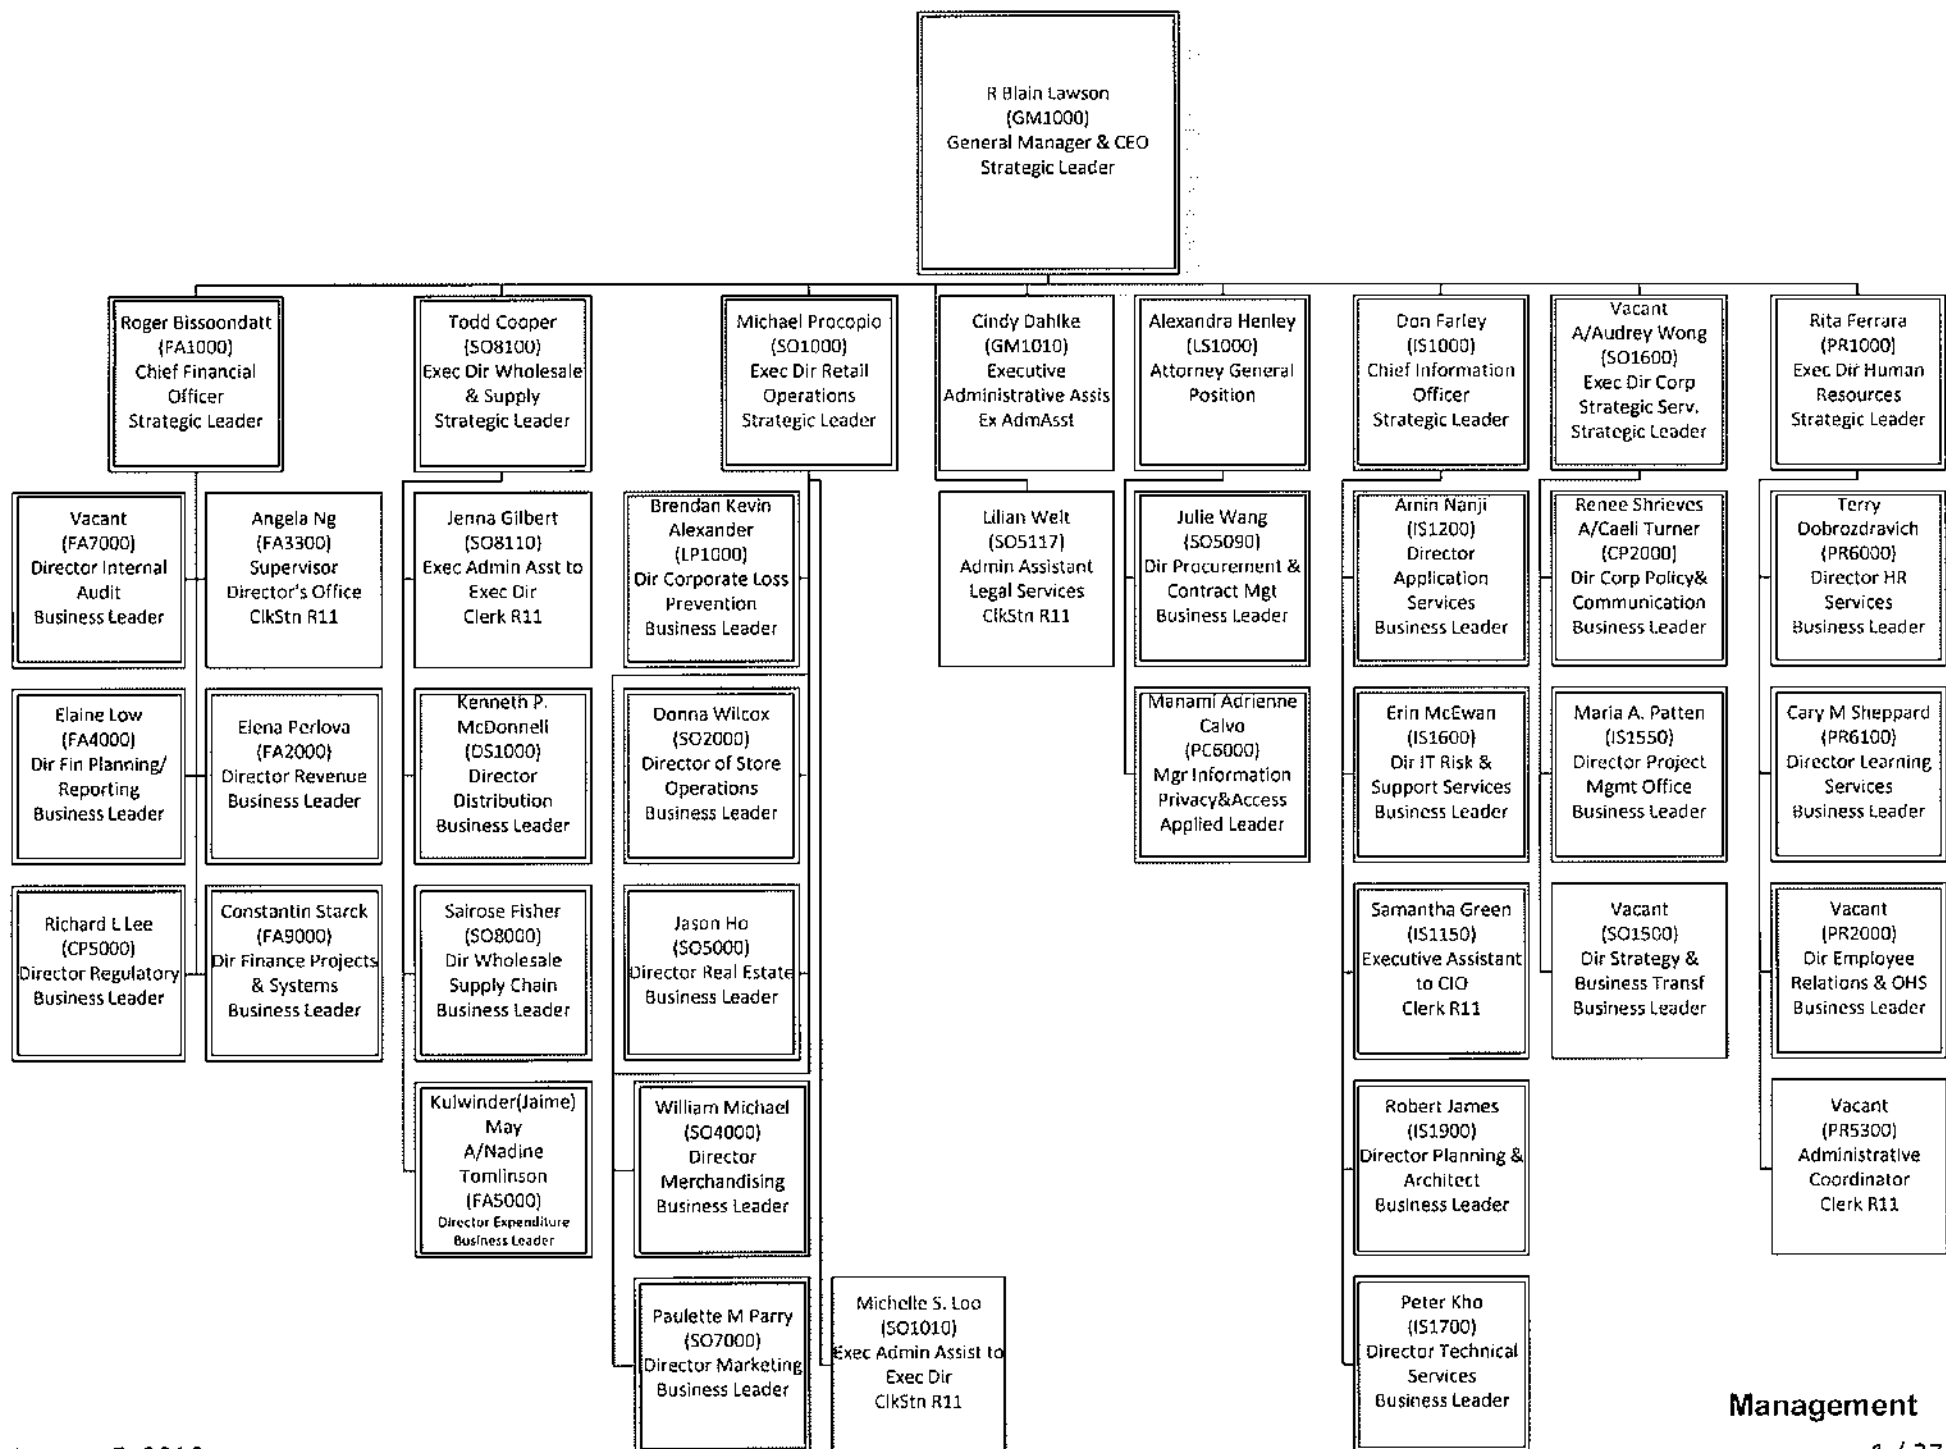 R Blain Lawson
(GM1000)
General Manager & CEO
Strategic Leader
Roger Bissoondatt
(FA1000)
Chief Financial
Officer
Strategic Leader
Todd Cooper
(SO8100)
Exec Dir Wholesale
& Supply
Strategic Leader
Michael Procopio
(SO1000)
Exec Dir Retail
Operations
Strategic Leader
Cindy Dahlke
(GM1010)
Executive
Administrative Assis
Ex AdmAsst
Alexandra Henley
(LS1000)
Attorney General
Position
Don Farley
(IS1000)
Chief Information
Officer
Strategic Leader
Vacant
A/Audrey Wong
(SO1600)
Exec Dir Corp
Strategic Serv.
Strategic Leader
Rita Ferrara
(PR1000)
Exec Dir Human
Resources
Strategic Leader
Vacant
(FA7000)
Director Internal
Audit
Business Leader
Angela Ng
(FA3300)
Supervisor
Director's Office
ClkStn R11
Jenna Gilbert
(SO8110)
Exec Admin Asst to
Exec Dir
Clerk R11
Brendan Kevin
Alexander
(LP1000)
Dir Corporate Loss
Prevention
Business Leader
Lilian Welt
(SO5117)
Admin Assistant
Legal Services
ClkStn R11
Julie Wang
(SO5090)
Dir Procurement &
Contract Mgt
Business Leader
Amin Nanji
(IS1200)
Director
Application
Services
Business Leader
Renee Shrieves
A/Caeli Turner
(CP2000)
Dir Corp Policy&
Communication
Business Leader
Terry
Dobrozdravich
(PR6000)
Director HR
Services
Business Leader
Elaine Low
(FA4000)
Dir Fin Planning/
Reporting
Business Leader
Elena Perlova
(FA2000)
Director Revenue
Business Leader
Kenneth P.
McDonnell
(DS1000)
Director
Distribution
Business Leader
Donna Wilcox
(SO2000)
Director of Store
Operations
Business Leader
Manami Adrienne
Calvo
(PC6000)
Mgr Information
Privacy&Access
Applied Leader
Erin McEwan
(IS1600)
Dir IT Risk &
Support Services
Business Leader
Maria A. Patten
(IS1550)
Director Project
Mgmt Office
Business Leader
Cary M Sheppard
(PR6100)
Director Learning
Services
Business Leader
Richard L Lee
(CP5000)
Director Regulatory
Business Leader
Constantin Starck
(FA9000)
Dir Finance Projects
& Systems
Business Leader
Sairose Fisher
(SO8000)
Dir Wholesale
Supply Chain
Business Leader
Jason Ho
(SO5000)
Director Real Estate
Business Leader
Samantha Green
(IS1150)
Executive Assistant
to CIO
Clerk R11
Vacant
(SO1500)
Dir Strategy &
Business Transf
Business Leader
Vacant
(PR2000)
Dir Employee
Relations & OHS
Business Leader
Kulwinder(Jaime)
May
A/Nadine
Tomlinson
(FA5000)
Director Expenditure
Business Leader
William Michael
(SO4000)
Director
Merchandising
Business Leader
Robert James
(IS1900)
Director Planning &
Architect
Business Leader
Vacant
(PR5300)
Administrative
Coordinator
Clerk R11
Paulette M Parry
(SO7000)
Director Marketing
Business Leader
Michelle S. Loo
(SO1010)
Exec Admin Assist to
Exec Dir
ClkStn R11
Peter Kho
(IS1700)
Director Technical
Services
Business Leader
Management